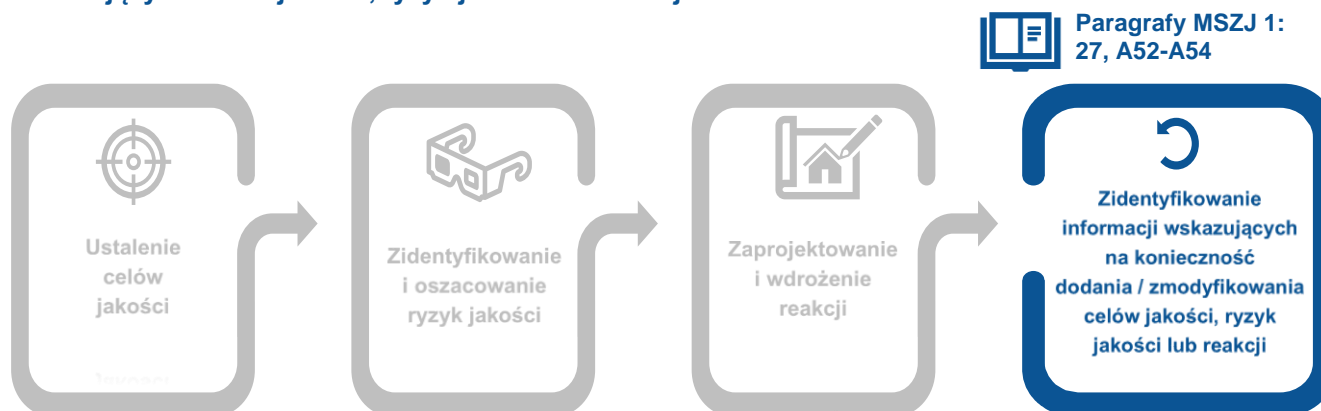 Paragrafy MSZJ 1:
27, A52-A54
Ustalenie
celów
jakości
Zidentyfikowanie
i oszacowanie
ryzyk jakości
Zaprojektowanie
i wdrożenie
reakcji
Zidentyfikowanie
informacji wskazujących
na konieczność
dodania / zmodyfikowania
celów jakości, ryzyk
jakości lub reakcji